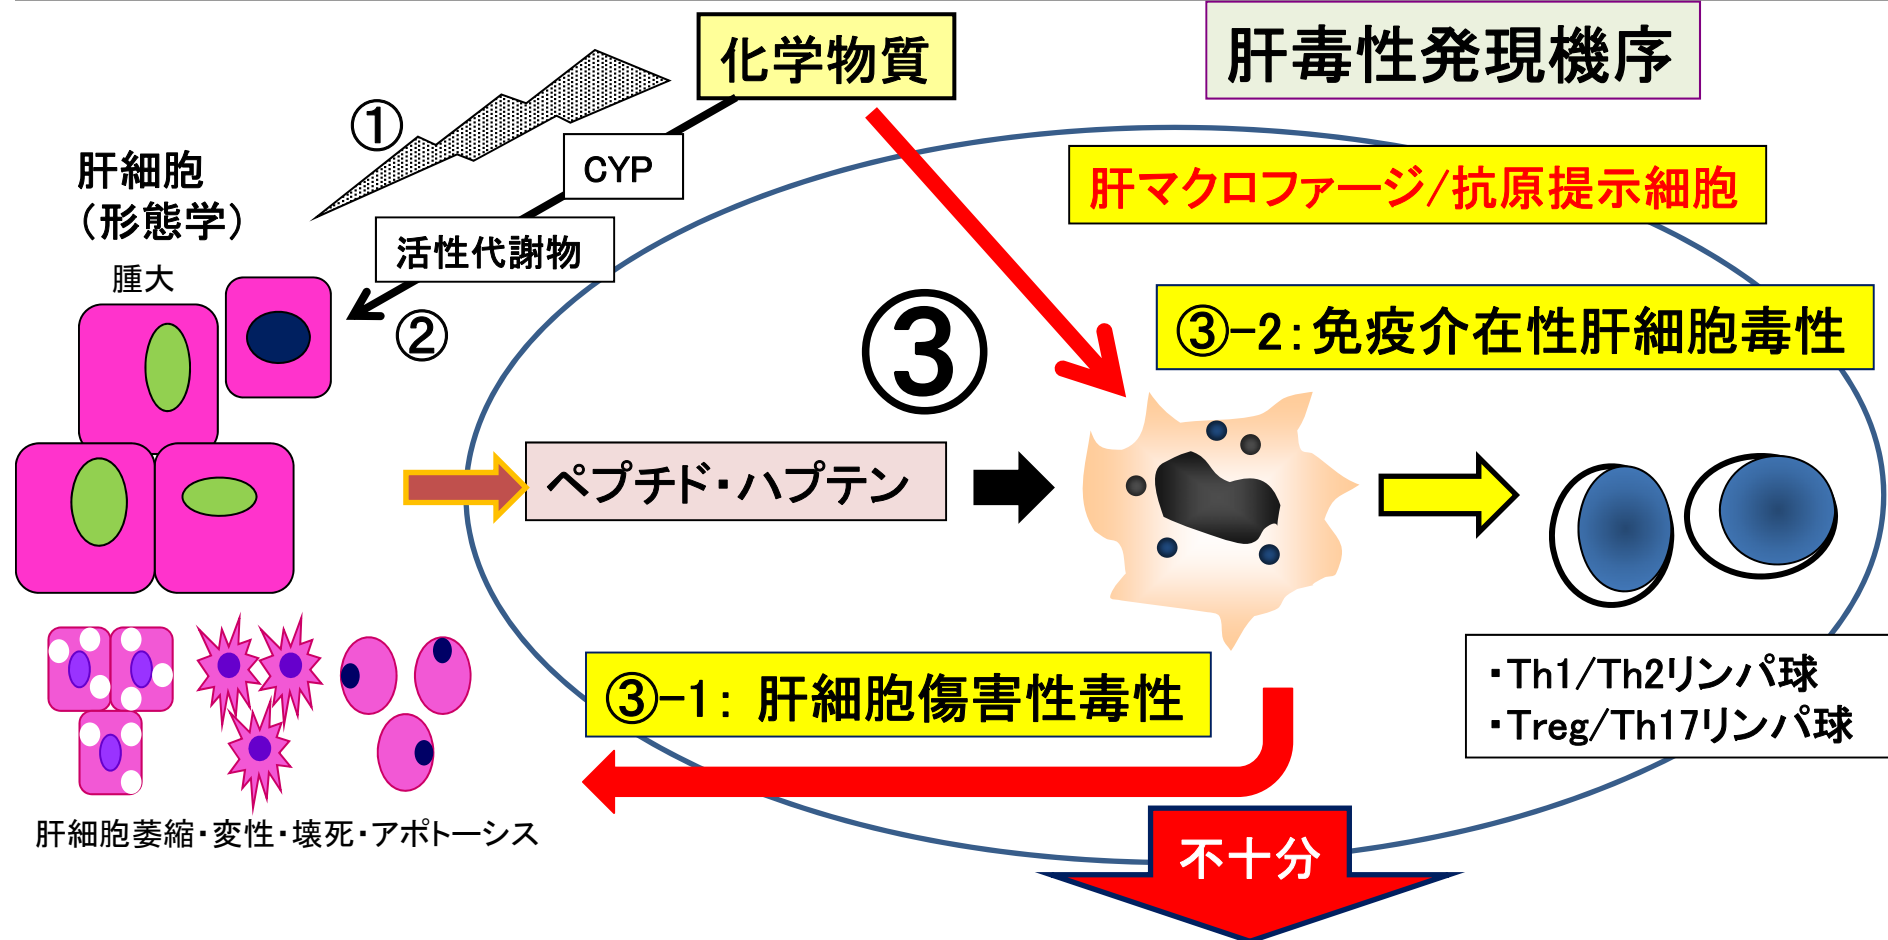 化学物質
肝毒性発現機序
①
CYP
肝細胞
（形態学）
肝マクロファージ/抗原提示細胞
活性代謝物
腫大
②
③
③-2：免疫介在性肝細胞毒性
ペプチド・ハプテン
③-1： 肝細胞傷害性毒性
・Th1/Th2リンパ球
・Treg/Th17リンパ球
肝細胞萎縮・変性・壊死・アポトーシス
不十分